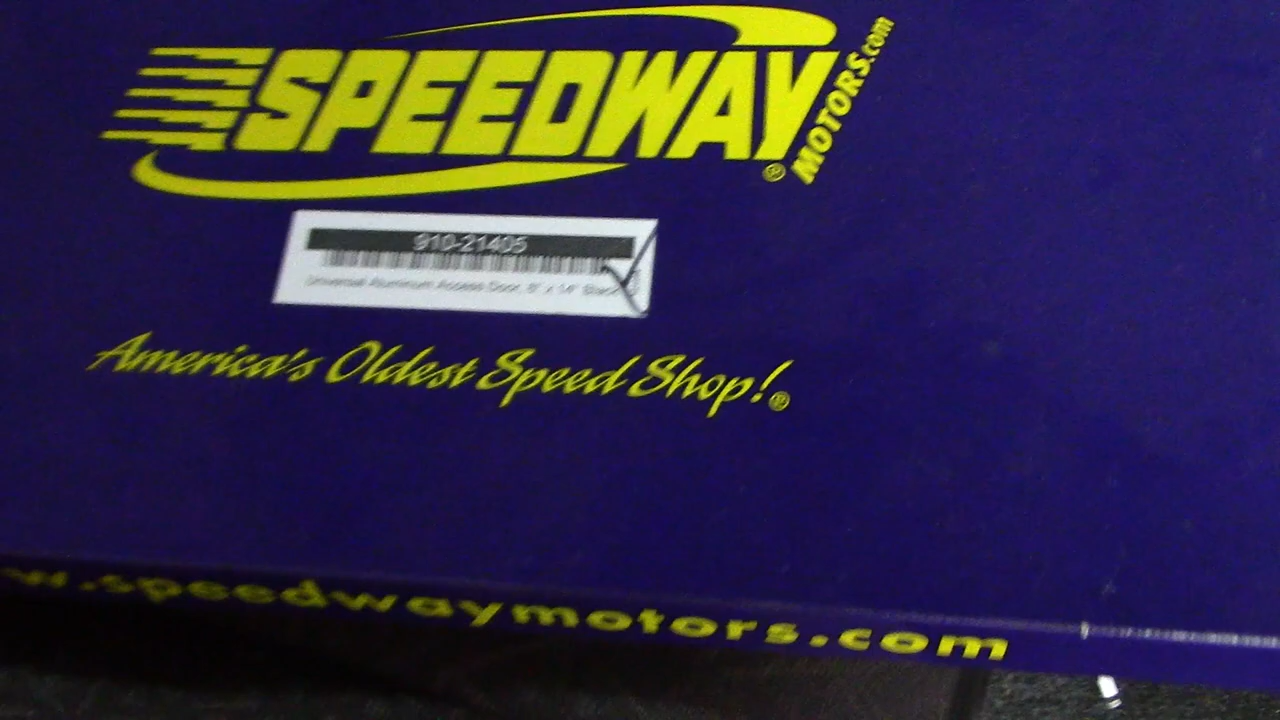 SPEEDWAY
MOTORS.com
®
910-21405
Universal Aluminum Access Door, 8" x 14" Black
America's Oldest Speed Shop!®
w.speedwaymotors.com